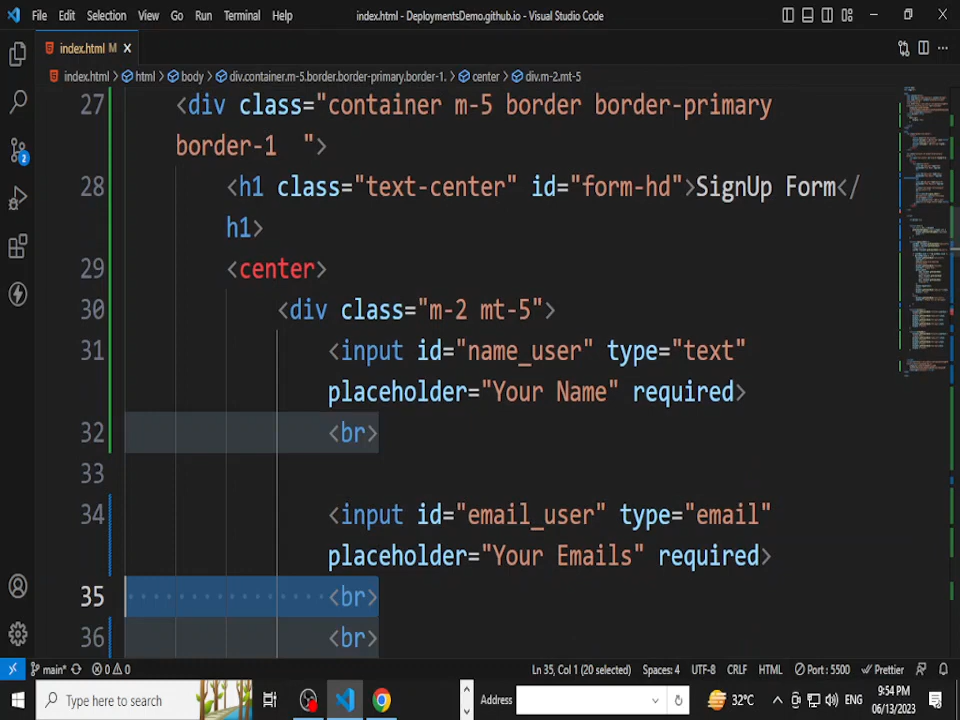 File Edit Selection View Go Run Terminal Help index.html - DeploymentsDemo.github.io - Visual Studio Code
index.html M
index.html > html > body > div.container.m-5.border.border-primary.border-1. > center > div.m-2.mt-5
27 <div class="container m-5 border border-primary
border-1  ">
28 <h1 class="text-center" id="form-hd">SignUp Form</
h1>
29 <center>
30 <div class="m-2 mt-5">
31 <input id="name_user" type="text"
placeholder="Your Name" required>
32 <br>
33
34 <input id="email_user" type="email"
placeholder="Your Emails" required>
35 <br>
36 <br>
2
main* 0 0 Ln 35, Col 1 (20 selected) Spaces: 4 UTF-8 CRLF HTML Port : 5500 Prettier
Type here to search Address 32°C ENG 9:54 PM
06/13/2023